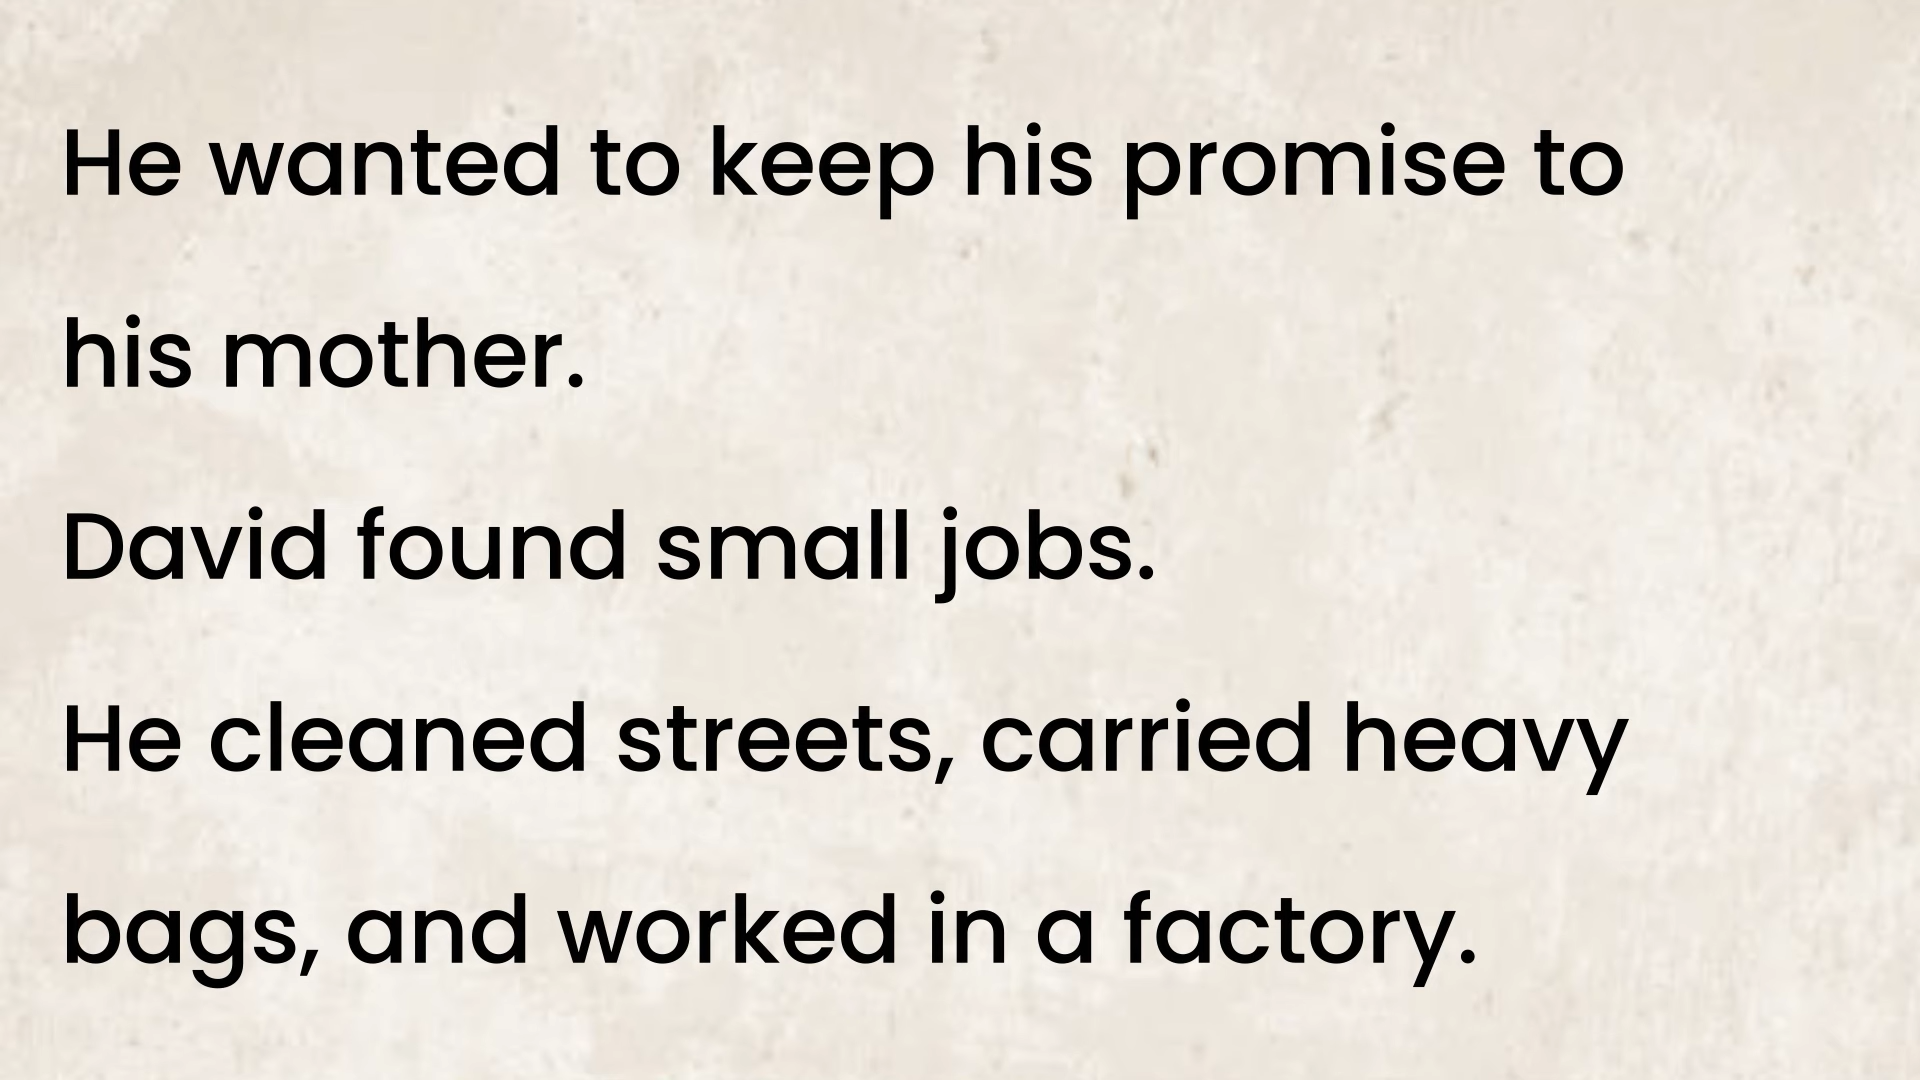 He wanted to keep his promise to
his mother.
David found small jobs.
He cleaned streets, carried heavy
bags, and worked in a factory.